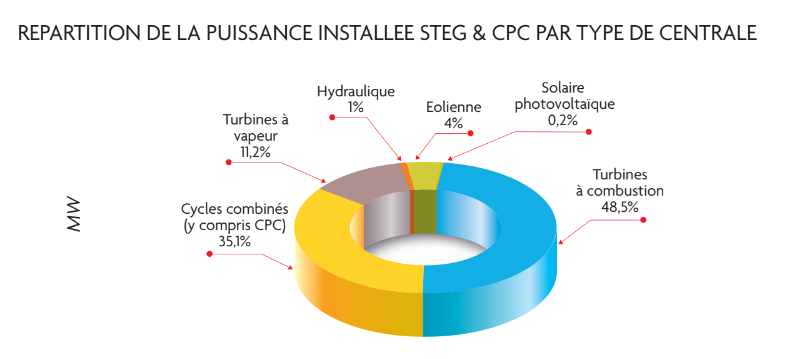 REPARTITION DE LA PUISSANCE INSTALLEE STEG & CPC PAR TYPE DE CENTRALE
Solaire
photovoltaïque
0,2%
Hydraulique
1%
Eolienne
4%
Turbines à
vapeur
11,2%
Turbines
à combustion
48,5%
Cycles combinés
(y compris CPC)
35,1%
MW